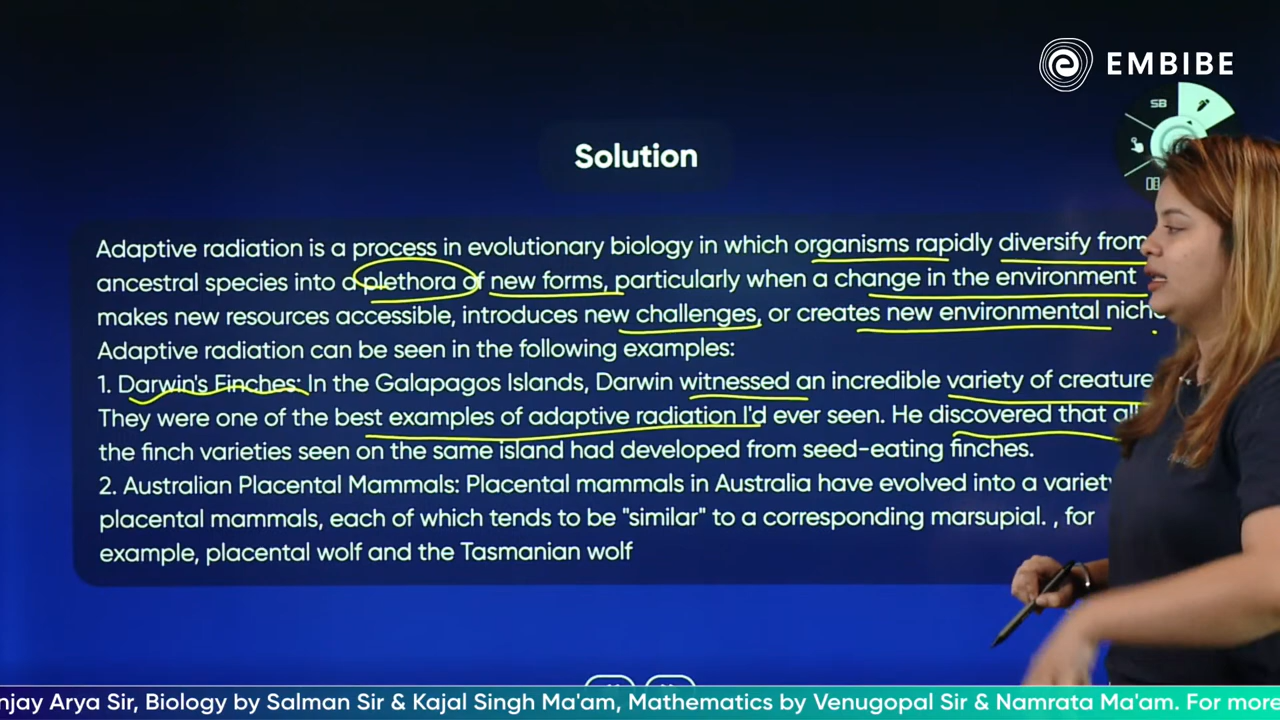 EMBIBE
SB
Solution
Adaptive radiation is a process in evolutionary biology in which organisms rapidly diversify from
ancestral species into a plethora of new forms, particularly when a change in the environment
makes new resources accessible, introduces new challenges, or creates new environmental
Adaptive radiation can be seen in the following examples:
1. Darwin's Finches: In the Galapagos Islands, Darwin witnessed an incredible variety of
They were one of the best examples of adaptive radiation I'd ever seen. He discovered that
the finch varieties seen on the same island had developed from seed-eating finches.
2. Australian Placental Mammals: Placental mammals in Australia have evolved into a
placental mammals, each of which tends to be "similar" to a corresponding marsupial. , for
example, placental wolf and the Tasmanian wolf
Arya Sir, Biology by Salman Sir & Kajal Singh Ma'am, Mathematics by Venugopal Sir & Namrata Ma'am. For more